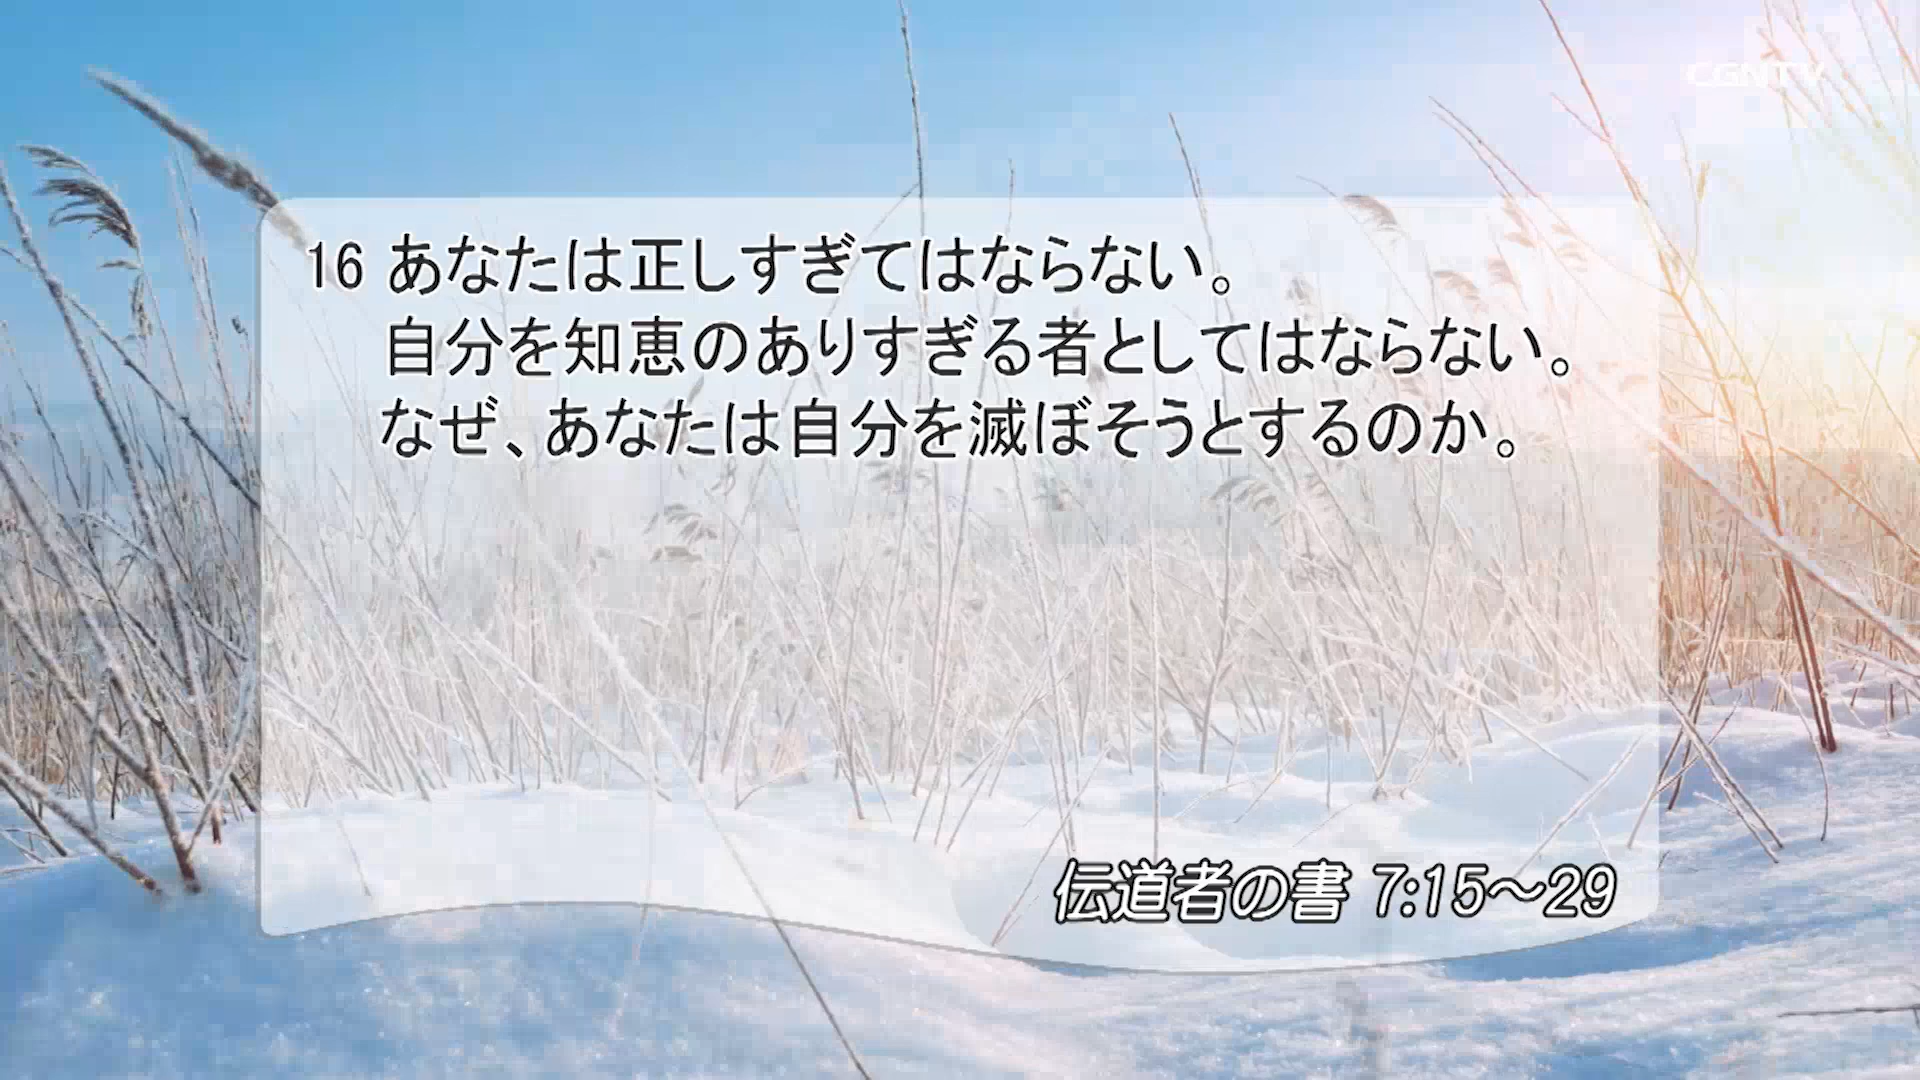 CGNTV
16 あなたは正しすぎてはならない。
自分を知恵のありすぎる者としてはならない。
なぜ、あなたは自分を滅ぼそうとするのか。
伝道者の書 7:15～29